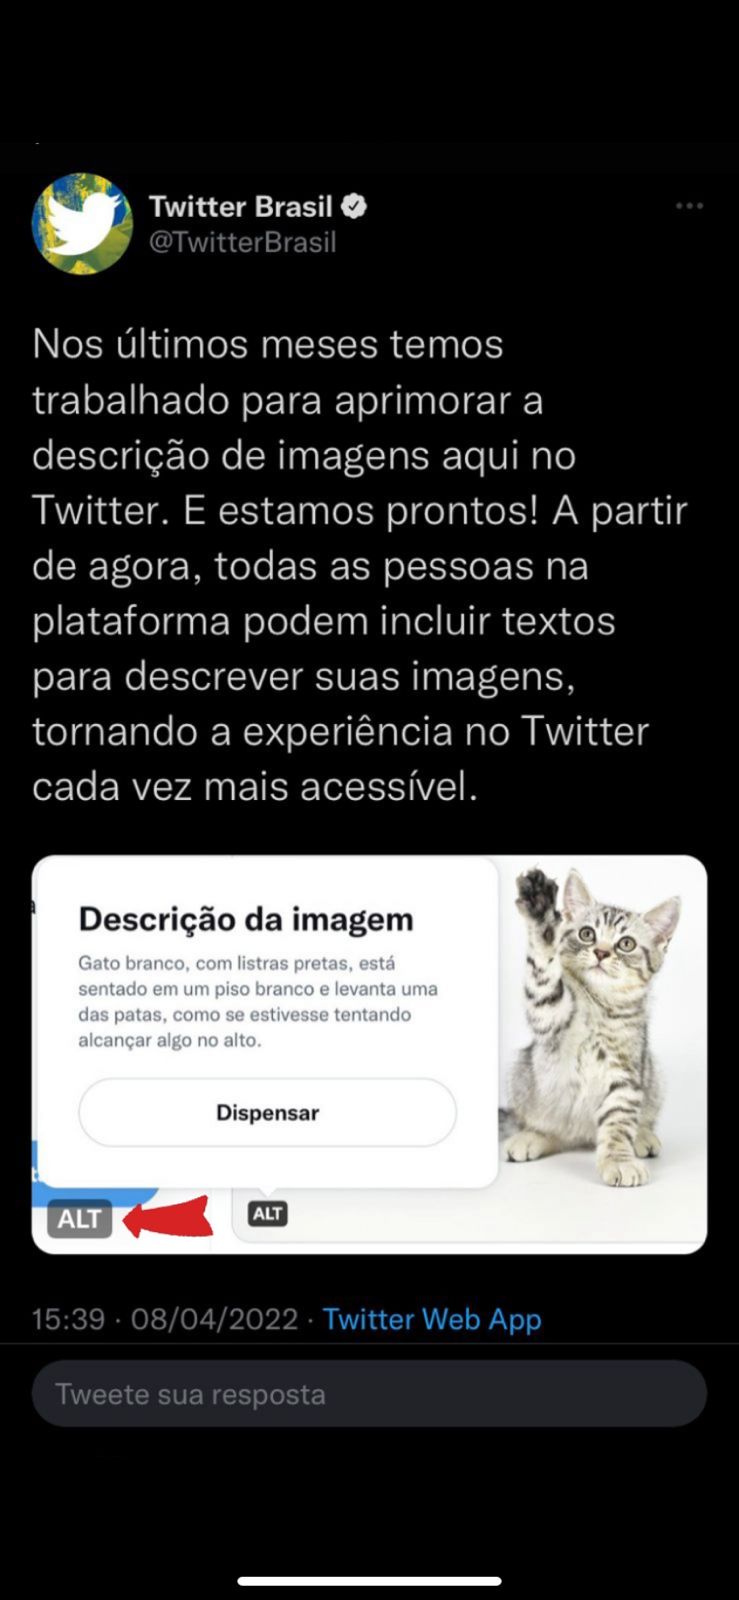 Twitter Brasil
@TwitterBrasil
Nos últimos meses temos
trabalhado para aprimorar a
descrição de imagens aqui no
Twitter. E estamos prontos! A partir
de agora, todas as pessoas na
plataforma podem incluir textos
para descrever suas imagens,
tornando a experiência no Twitter
cada vez mais acessível.
Descrição da imagem
Gato branco, com listras pretas, está
sentado em um piso branco e levanta uma
das patas, como se estivesse tentando
alcançar algo no alto.
Dispensar
ALT
ALT
15:39 · 08/04/2022 · Twitter Web App
Tweete sua resposta